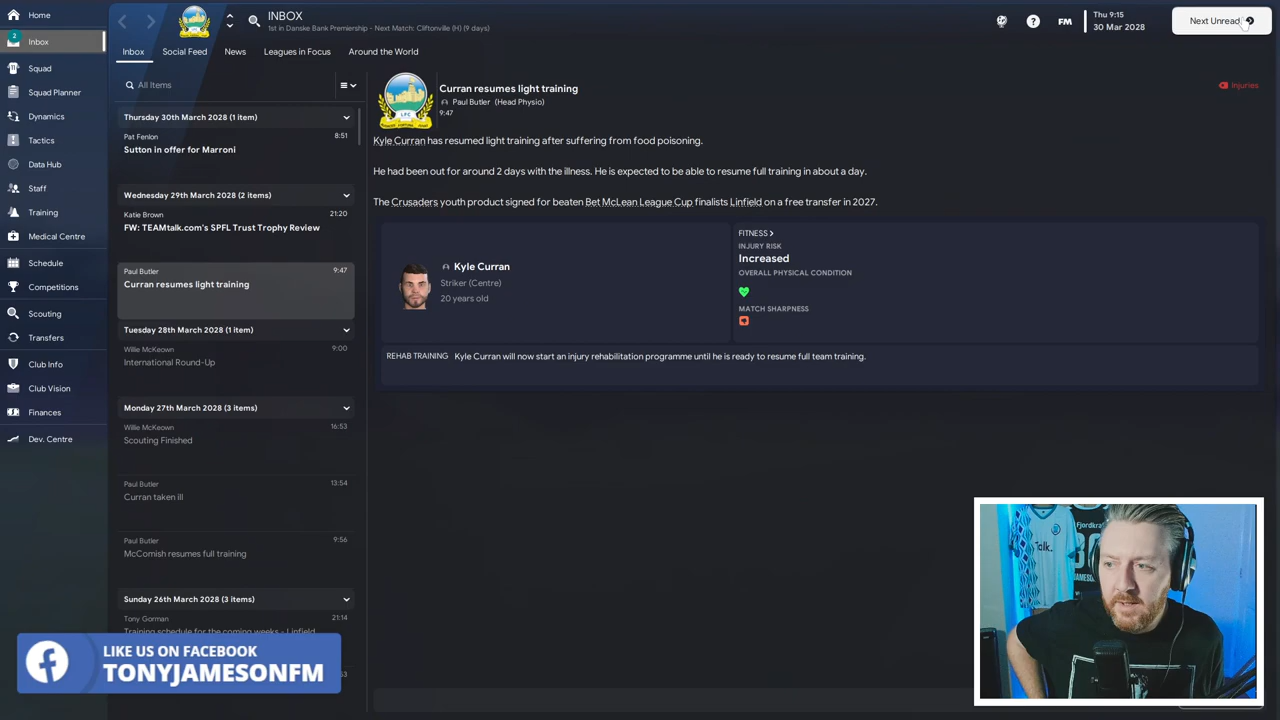 Home
2
Inbox
Squad
Squad Planner
Dynamics
Tactics
Data Hub
Staff
Training
Medical Centre
Schedule
Competitions
Scouting
Transfers
Club Info
Club Vision
Finances
Dev. Centre
INBOX
1st in Danske Bank Premiership - Next Match: Cliftonville (H) (9 days)
FM
Thu 9:15
30 Mar 2028
Next Unread
Inbox
Social Feed
News
Leagues in Focus
Around the World
All Items
Thursday 30th March 2028 (1 item)
Pat Fenlon
8:51
Sutton in offer for Marroni
Wednesday 29th March 2028 (2 items)
Katie Brown
21:20
FW: TEAMtalk.com's SPFL Trust Trophy Review
Paul Butler
9:47
Curran resumes light training
Tuesday 28th March 2028 (1 item)
Willie McKeown
9:00
International Round-Up
Monday 27th March 2028 (3 items)
Willie McKeown
16:53
Scouting Finished
Paul Butler
13:54
Curran taken ill
Paul Butler
9:56
McComish resumes full training
Sunday 26th March 2028 (3 items)
Tony Gorman
21:14
Training schedule for the coming weeks - Linfield
LFC
Curran resumes light training
Paul Butler (Head Physio)
9:47
Injuries
Kyle Curran has resumed light training after suffering from food poisoning.
He had been out for around 2 days with the illness. He is expected to be able to resume full training in about a day.
The Crusaders youth product signed for beaten Bet McLean League Cup finalists Linfield on a free transfer in 2027.
Kyle Curran
Striker (Centre)
20 years old
FITNESS
INJURY RISK
Increased
OVERALL PHYSICAL CONDITION
MATCH SHARPNESS
REHAB TRAINING Kyle Curran will now start an injury rehabilitation programme until he is ready to resume full team training.
LIKE US ON FACEBOOK
TONYJAMESONFM
Talk.
Fjordkraft